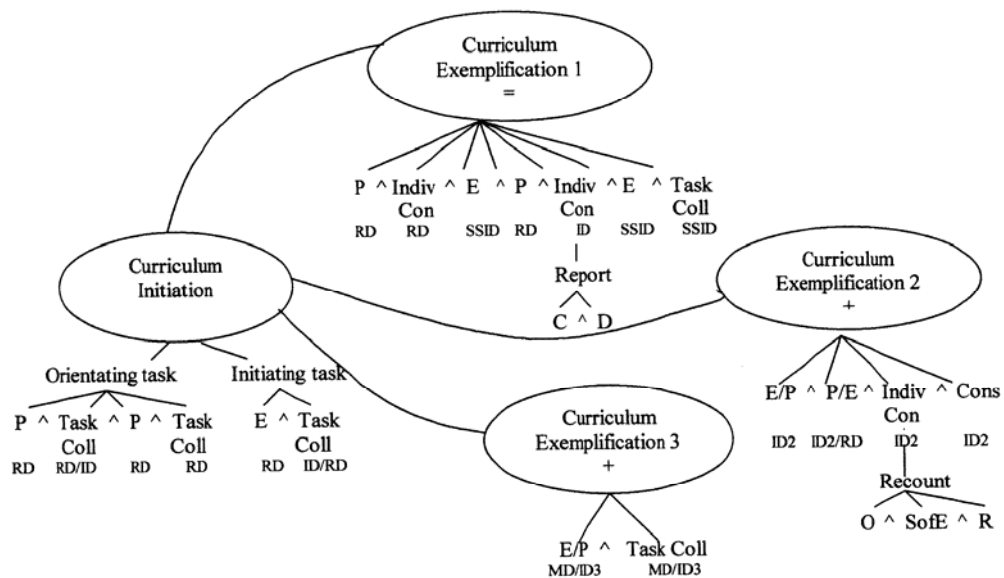 Curriculum
Exemplification 1
=
P ^ Indiv ^ E ^ P ^ Indiv ^ E ^ Task
Con Con Coll
RD RD SSID RD ID SSID SSID
Report
C ^ D
Curriculum
Initiation
Curriculum
Exemplification 2
+
Orientating task
Initiating task
P ^ Task ^ P ^ Task
Coll Coll
RD RD/ID RD RD
E ^ Task
Coll
RD ID/RD
Curriculum
Exemplification 3
+
E/P ^ Task Coll
MD/ID3 MD/ID3
E/P ^ P/E ^ Indiv ^ Cons
Con
ID2 ID2/RD ID2 ID2
Recount
O ^ SofE ^ R